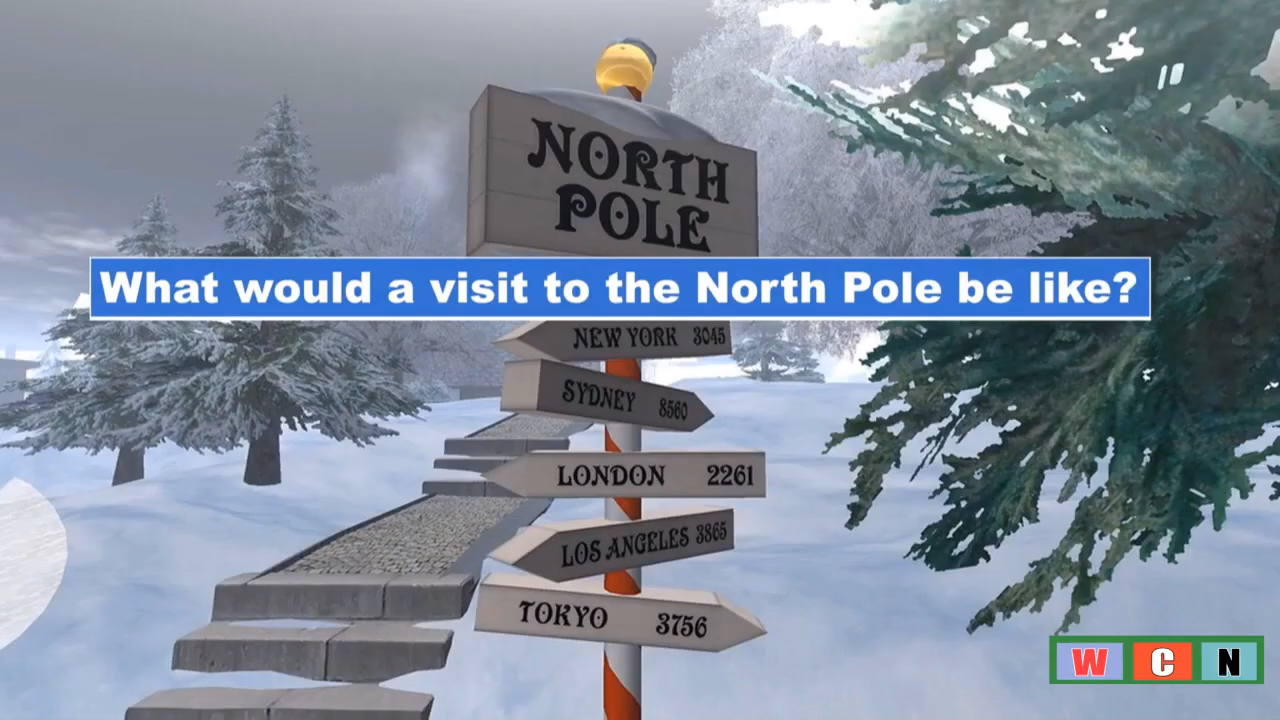 NORTH
POLE
What would a visit to the North Pole be like?
NEW YORK 3045
SYDNEY 8560
LONDON 2261
LOS ANGELES 3865
TOKYO 3756
W C N